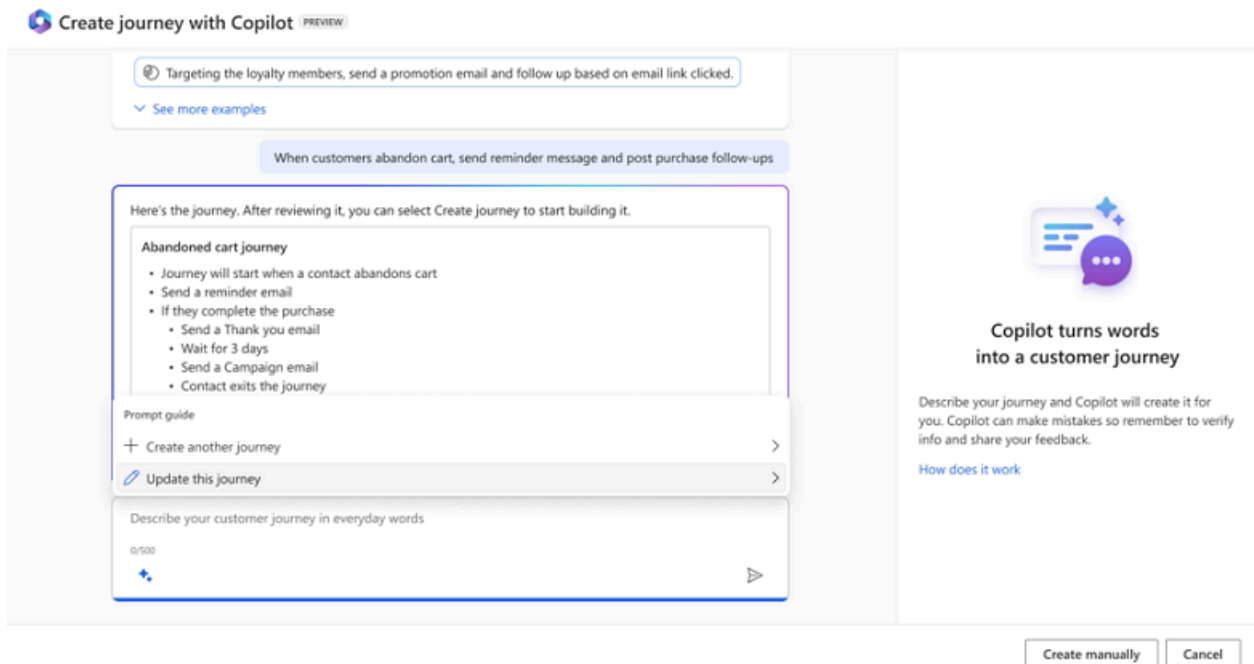 Create journey with Copilot PREVIEW
Targeting the loyalty members, send a promotion email and follow up based on email link clicked.
See more examples
When customers abandon cart, send reminder message and post purchase follow-ups
Here's the journey. After reviewing it, you can select Create journey to start building it.
Abandoned cart journey
• Journey will start when a contact abandons cart
• Send a reminder email
• If they complete the purchase
• Send a Thank you email
• Wait for 3 days
• Send a Campaign email
• Contact exits the journey
Prompt guide
Create another journey
Update this journey
Describe your customer journey in everyday words
0/500
Copilot turns words
into a customer journey
Describe your journey and Copilot will create it for
you. Copilot can make mistakes so remember to verify
info and share your feedback.
How does it work
Create manually
Cancel